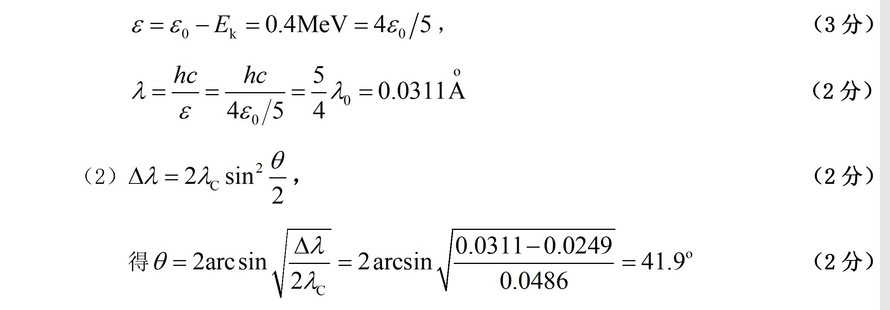 ε = ε₀ − Eₖ = 0.4MeV = 4ε₀/5， （3 分）
λ = hc/ε = hc/(4ε₀/5) = (5/4)λ₀ = 0.0311Å （2 分）
（2）Δλ = 2λ_C sin² θ/2， （2 分）
得 θ = 2arcsin√(Δλ/2λ_C) = 2arcsin√((0.0311−0.0249)/0.0486) = 41.9° （2 分）